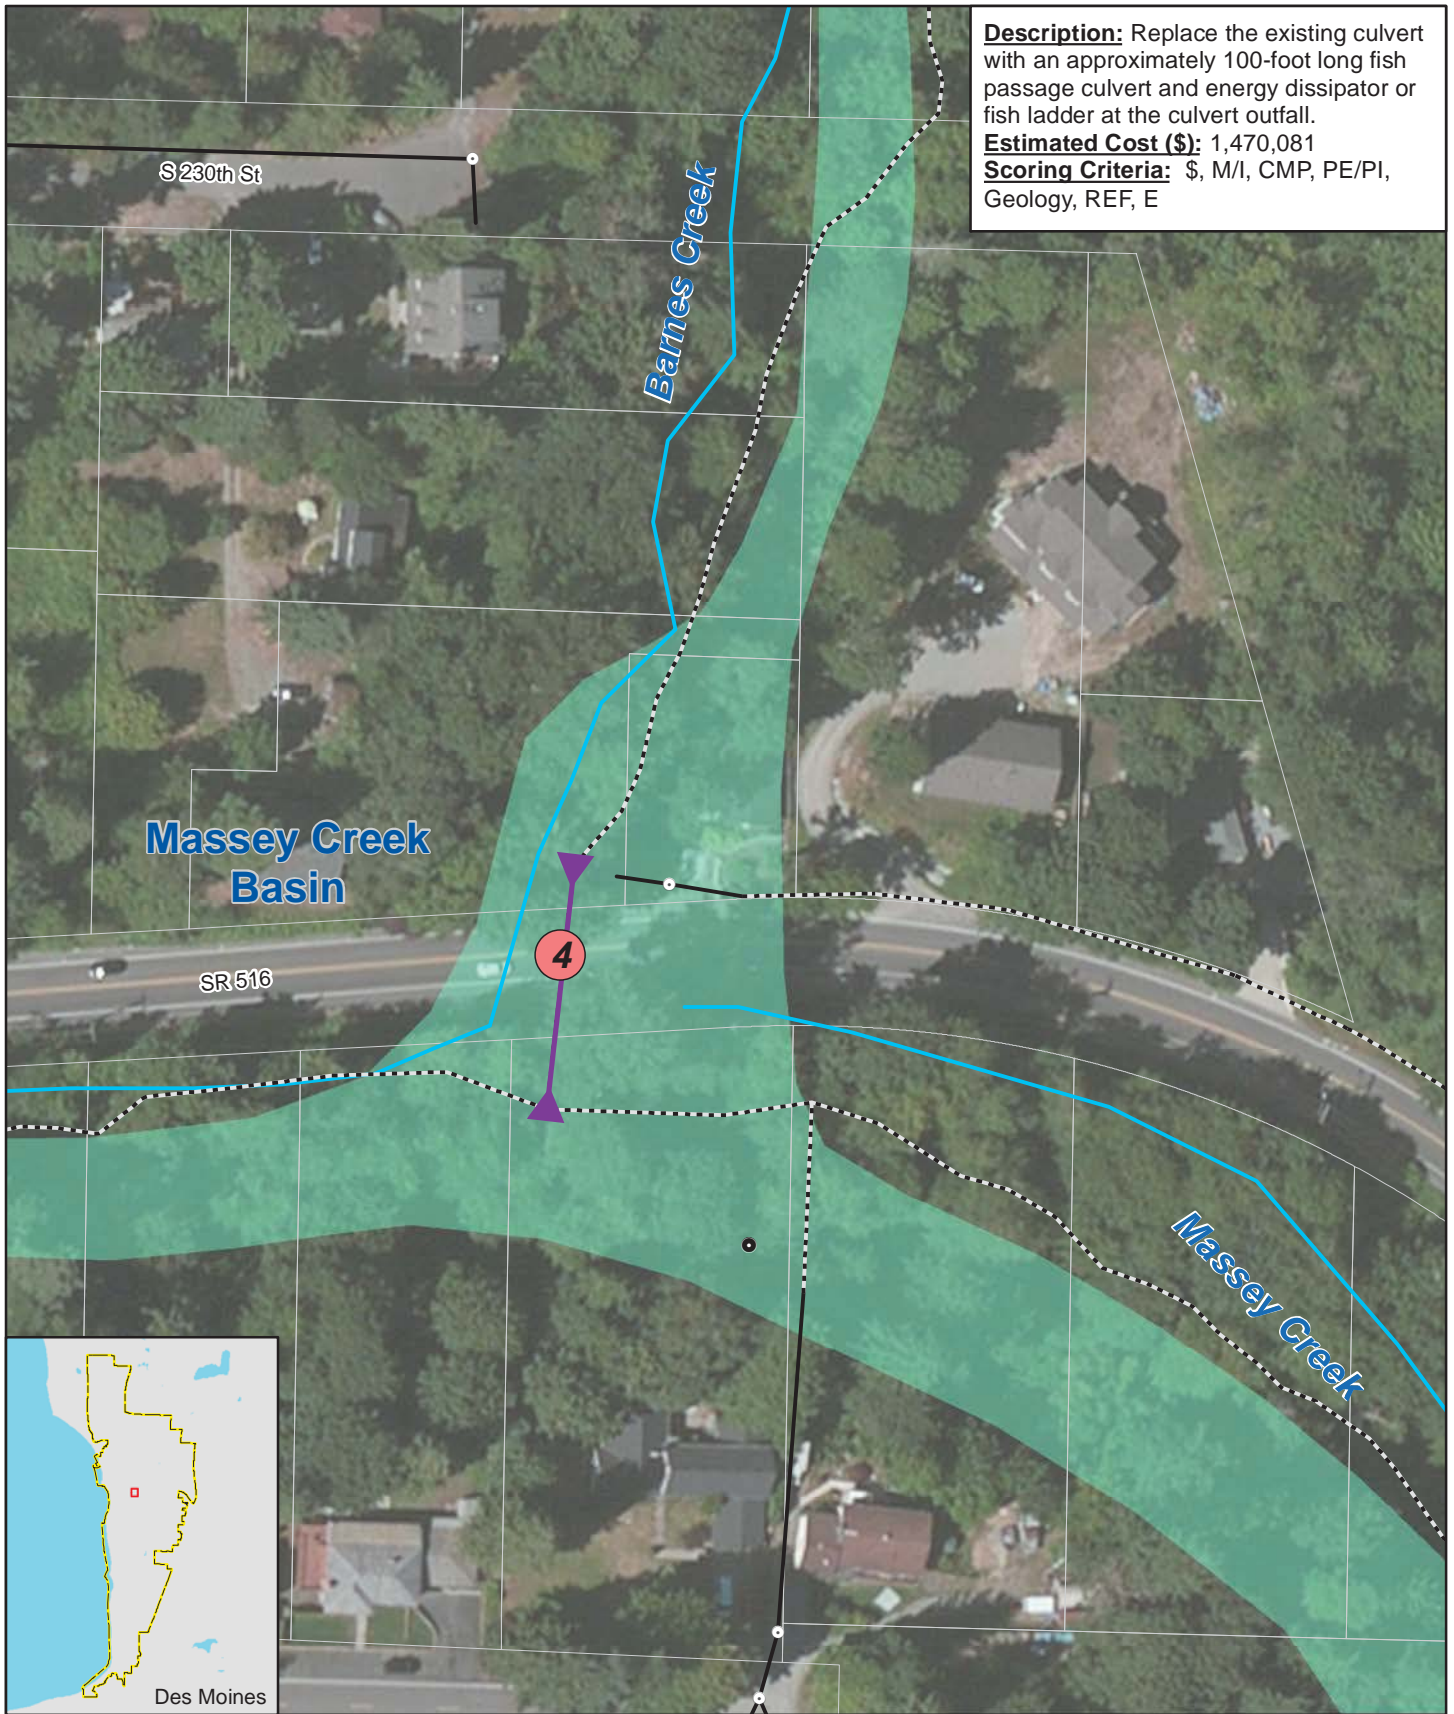 Description: Replace the existing culvert
with an approximately 100-foot long fish
passage culvert and energy dissipator or
fish ladder at the culvert outfall.
Estimated Cost ($): 1,470,081
Scoring Criteria: $, M/I, CMP, PE/PI,
Geology, REF, E
S 230th St
Barnes Creek
Massey Creek
Basin
4
SR 516
Massey Creek
Des Moines